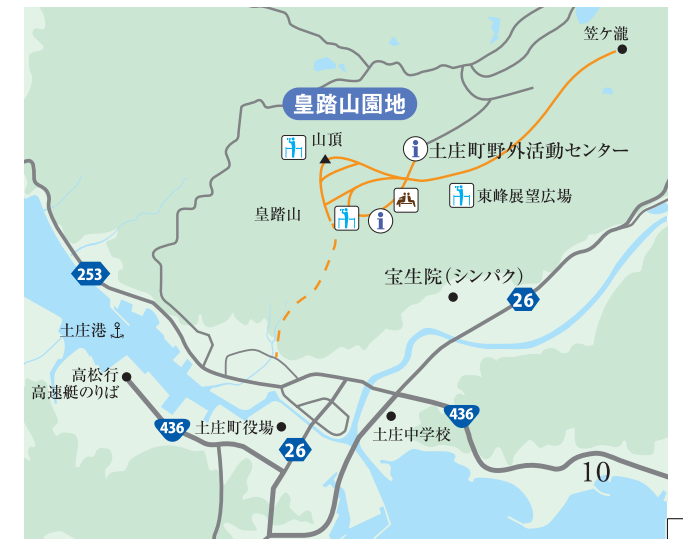 笠ケ瀧
皇踏山園地
山頂
土庄町野外活動センター
東峰展望広場
皇踏山
253
宝生院（シンパク）
26
土庄港
高松行
高速艇のりば
436
土庄町役場
26
436
土庄中学校
10